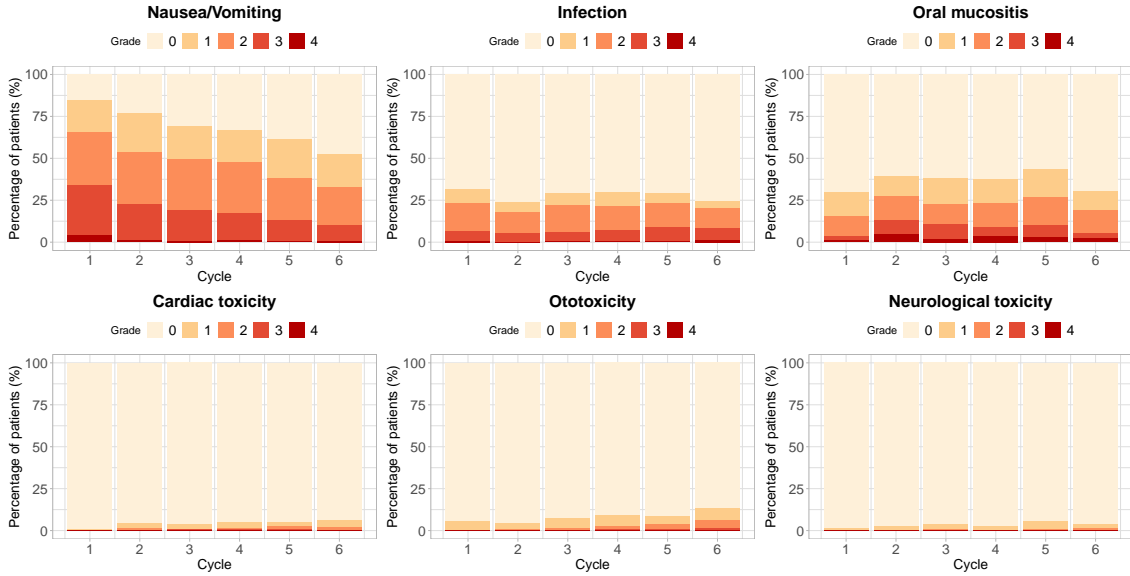 Nausea/Vomiting
Grade 0 1 2 3 4
Percentage of patients (%)
100
75
50
25
0
1 2 3 4 5 6
Cycle
Infection
Grade 0 1 2 3 4
Percentage of patients (%)
100
75
50
25
0
1 2 3 4 5 6
Cycle
Oral mucositis
Grade 0 1 2 3 4
Percentage of patients (%)
100
75
50
25
0
1 2 3 4 5 6
Cycle
Cardiac toxicity
Grade 0 1 2 3 4
Percentage of patients (%)
100
75
50
25
0
1 2 3 4 5 6
Cycle
Ototoxicity
Grade 0 1 2 3 4
Percentage of patients (%)
100
75
50
25
0
1 2 3 4 5 6
Cycle
Neurological toxicity
Grade 0 1 2 3 4
Percentage of patients (%)
100
75
50
25
0
1 2 3 4 5 6
Cycle